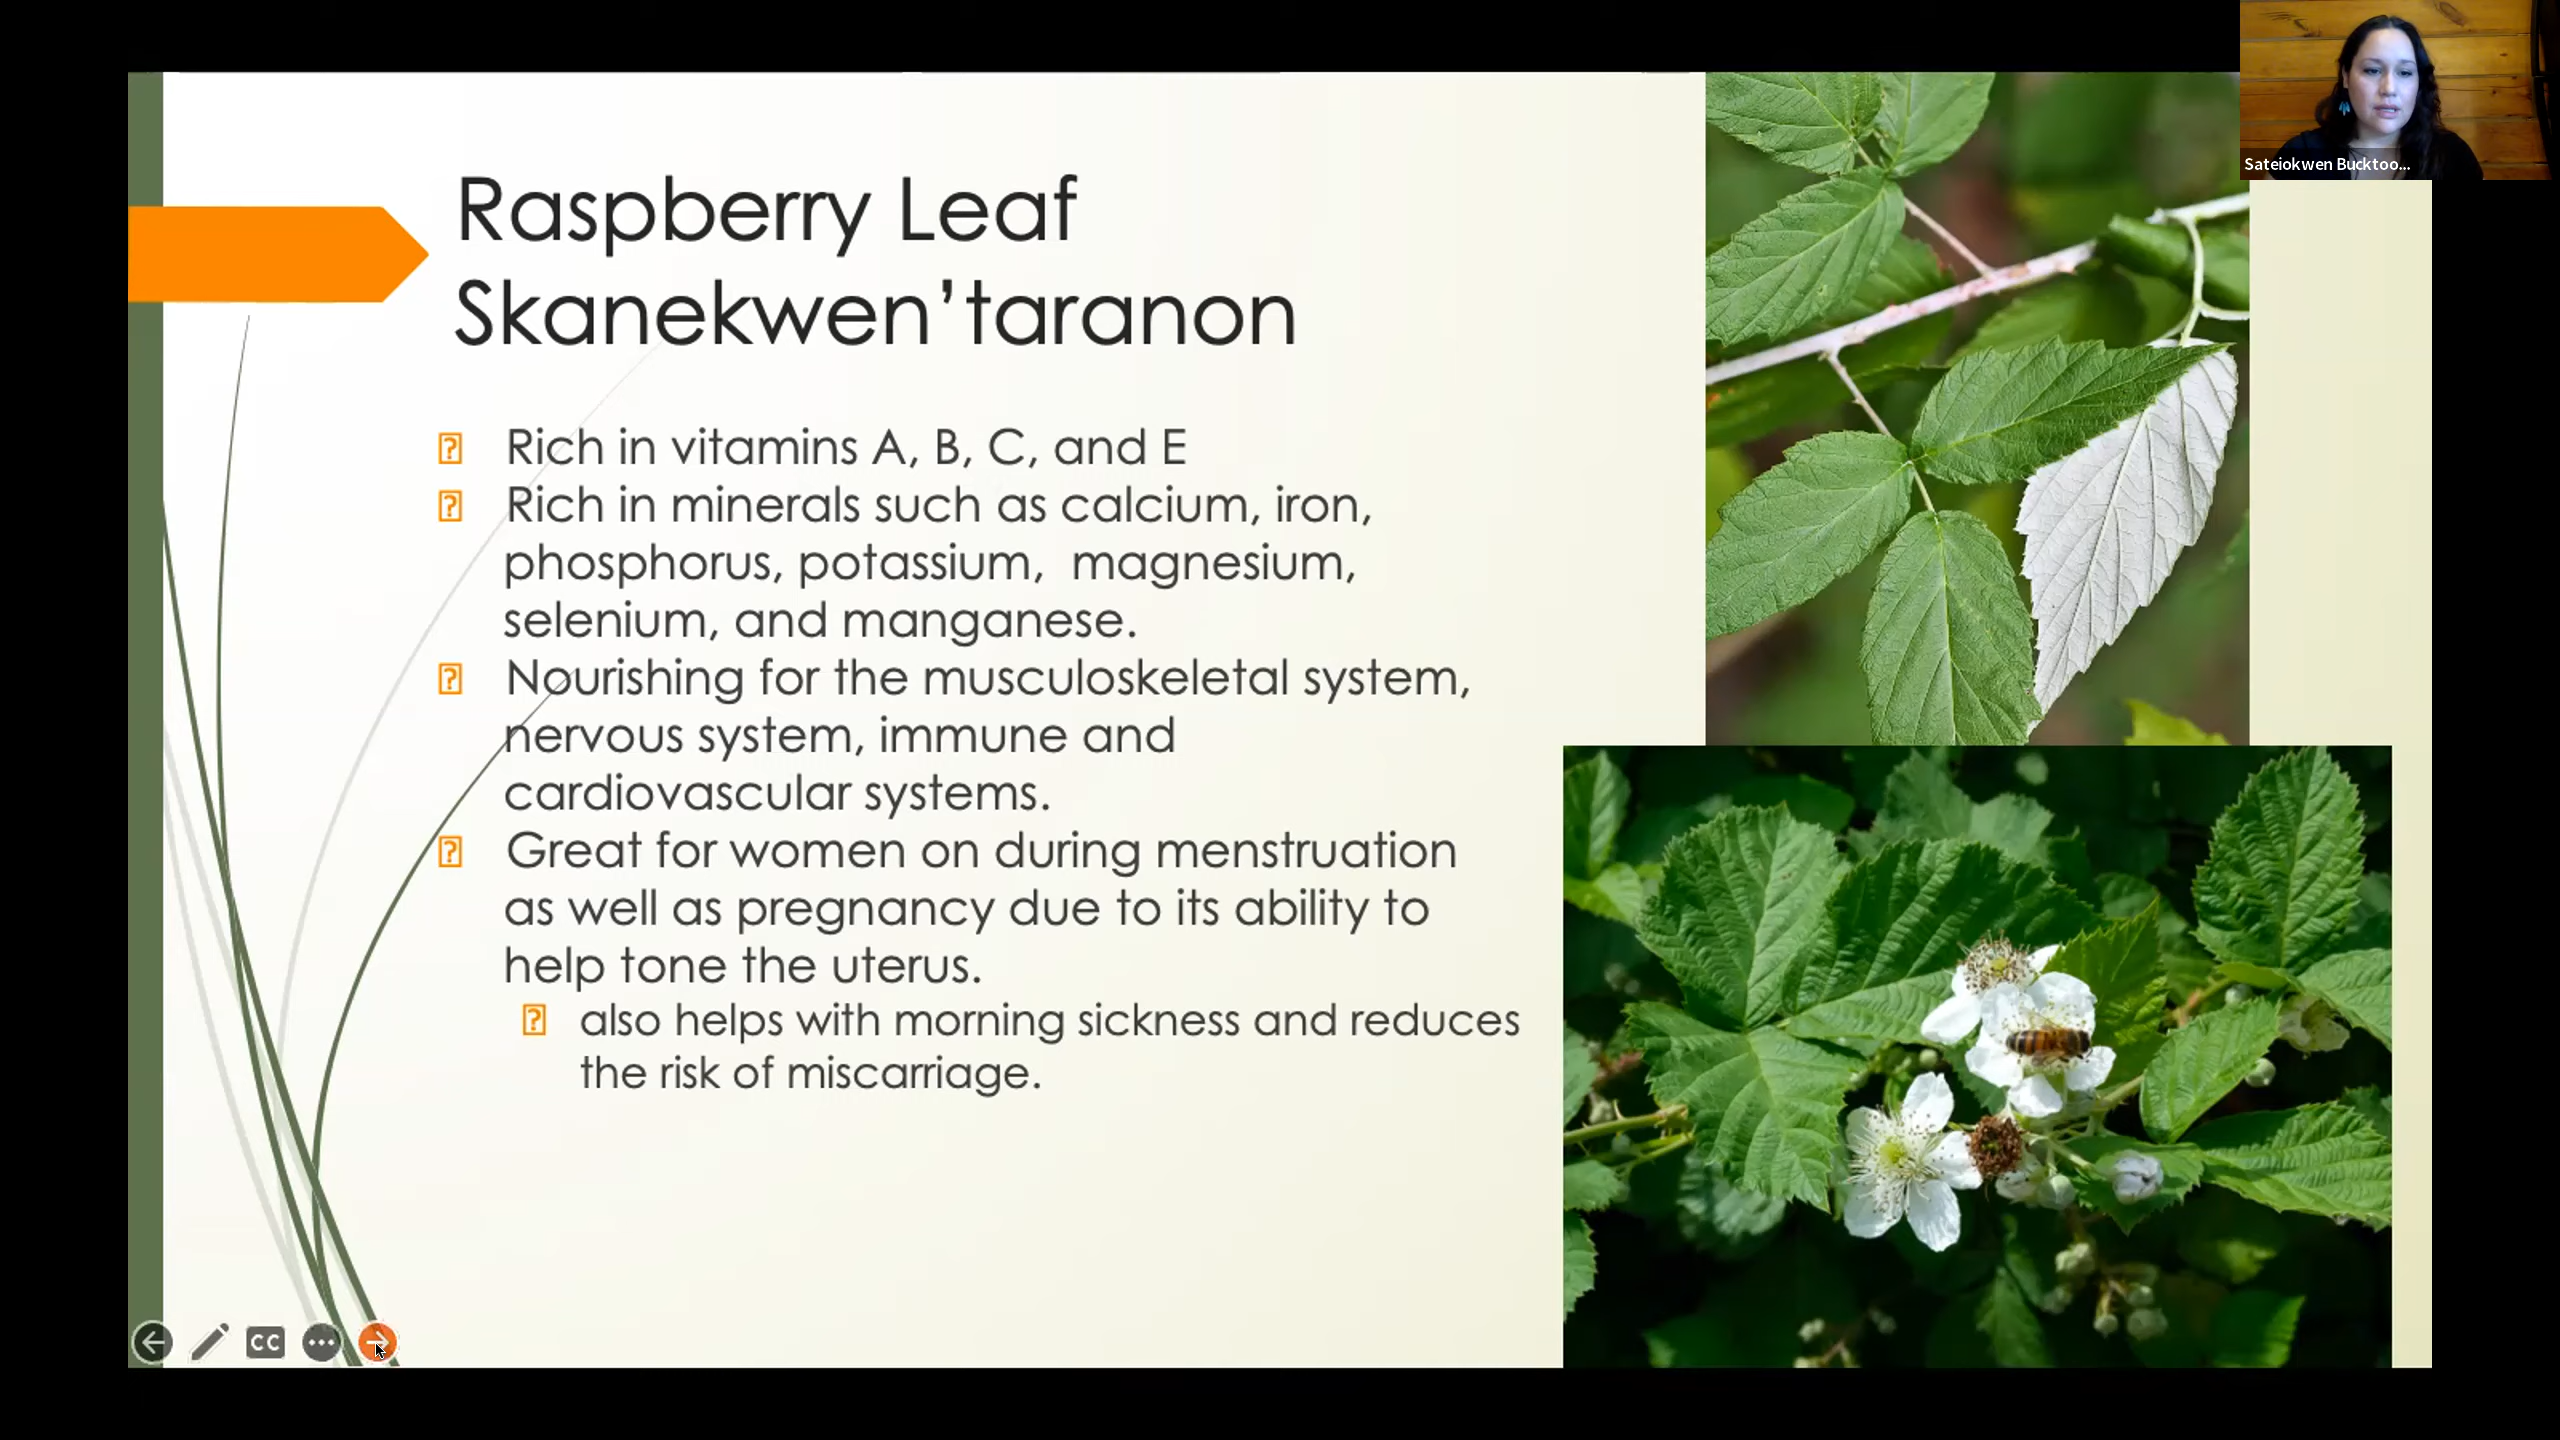 Sateiokwen Bucktoo...
Raspberry Leaf
Skanekwen’taranon
Rich in vitamins A, B, C, and E
Rich in minerals such as calcium, iron,
phosphorus, potassium,  magnesium,
selenium, and manganese.
Nourishing for the musculoskeletal system,
nervous system, immune and
cardiovascular systems.
Great for women on during menstruation
as well as pregnancy due to its ability to
help tone the uterus.
also helps with morning sickness and reduces
the risk of miscarriage.
CC